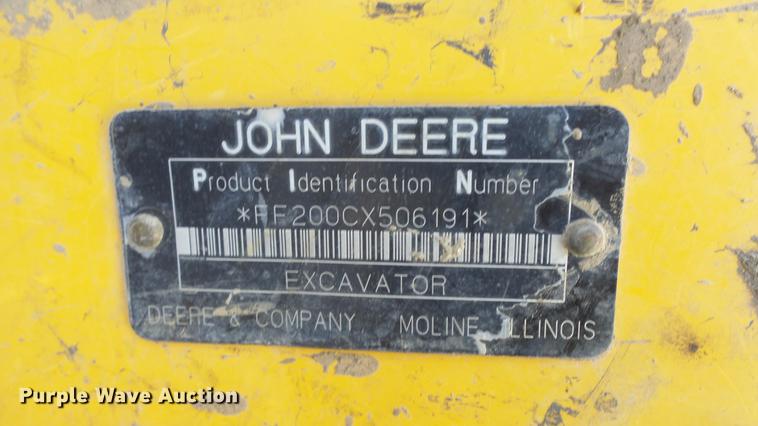 JOHN DEERE
Product Identification Number
*FF200CX506191*
EXCAVATOR
DEERE & COMPANY MOLINE, ILLINOIS
Purple Wave Auction